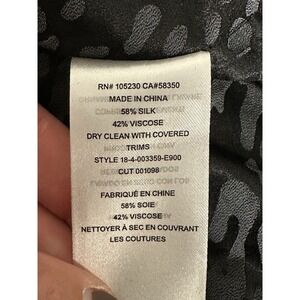 RN# 105230 CA#58350
MADE IN CHINA
58% SILK
42% VISCOSE
DRY CLEAN WITH COVERED
TRIMS
STYLE 18-4-003359-E900
CUT:001098
FABRIQUÉ EN CHINE
58% SOIE
42% VISCOSE
NETTOYER À SEC EN COUVRANT
LES COUTURES